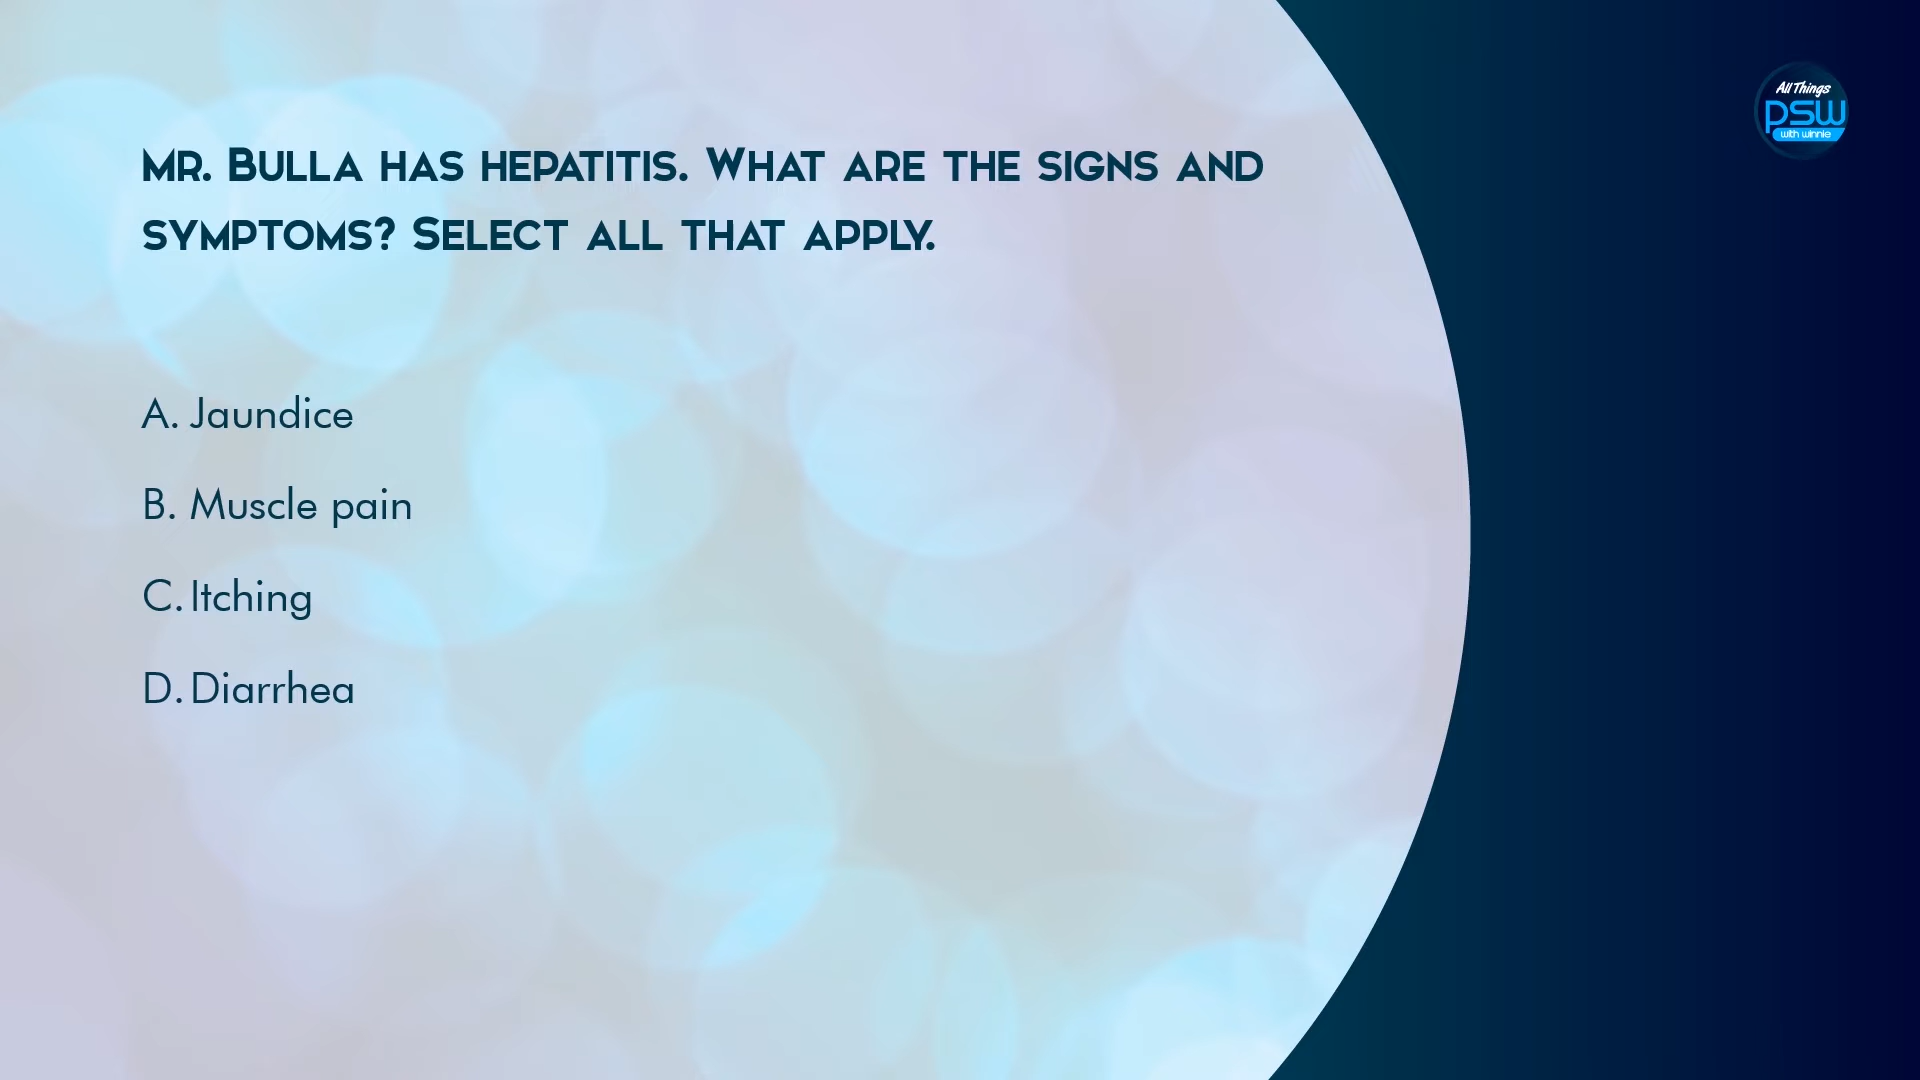 All Things
PSW
with winnie
Mr. Bulla has hepatitis. What are the signs and
symptoms? Select all that apply.
A. Jaundice
B. Muscle pain
C. Itching
D. Diarrhea